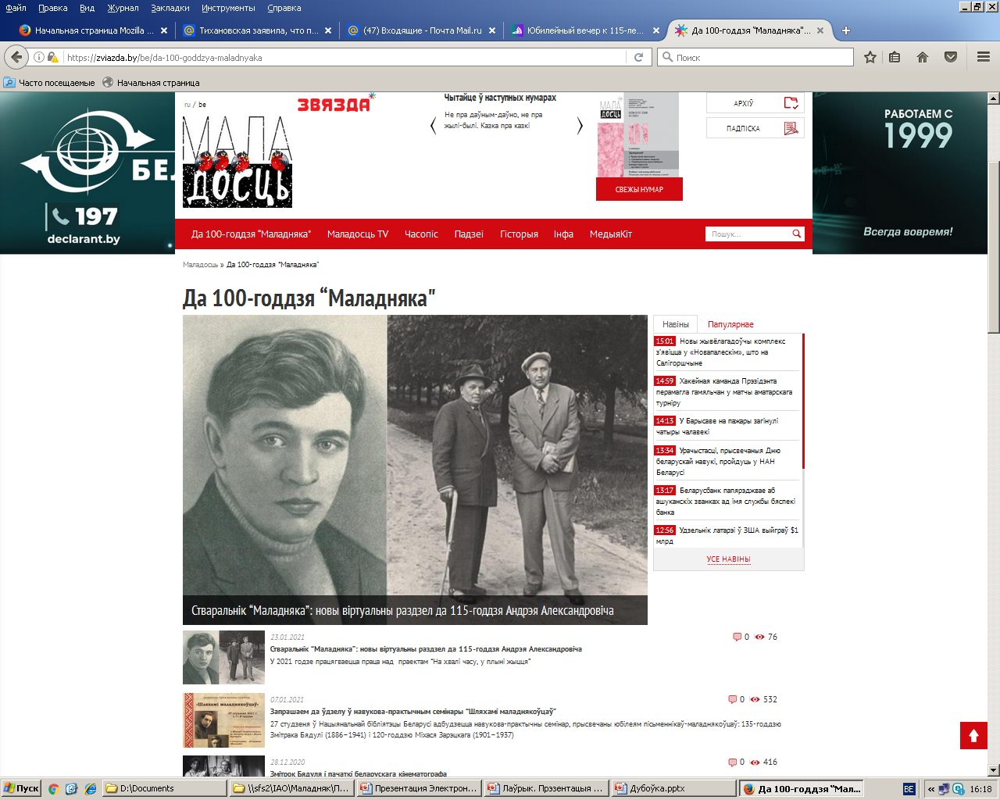 Файл Правка Вид Журнал Закладки Инструменты Справка
Начальная страница Mozilla ...
Тихановская заявила, что п...
(47) Входящие - Почта Mail.ru
Юбилейный вечер к 115-ле...
Да 100-годдзя "Маладняка"...
https://zviazda.by/be/da-100-goddzya-maladnyaka
Поиск
Часто посещаемые Начальная страница
БЕЛ
197
declarant.by
ru / be
ЗВЯЗДА
МАЛА
ДОСЦЬ
Чытайце ў наступных нумарах
Не пра даўным-даўно, не пра
жылі-былі. Казка пра казкі
МАЛА
ДОСЦЬ
СВЕЖЫ НУМАР
АРХІЎ
ПАДПІСКА
РАБОТАЕМ С
1999
Всегда вовремя!
Да 100-годдзя “Маладняка" Маладосць TV Часопіс Падзеі Гісторыя Інфа МедыяКіт
Пошук...
Маладосць » Да 100-годдзя “Маладняка"
Да 100-годдзя “Маладняка"
Стваральнік “Маладняка”: новы віртуальны раздзел да 115-годдзя Андрэя Александровіча
Навіны Папулярнае
15:01 Новы жывёлагадоўчы комплекс
з'явіцца у «Новапалескім», што на
Салігоршчыне
14:59 Хакейная каманда Прэзідэнта
перамагла гамяльчан у матчы аматарскага
турніру
14:13 У Барысаве на пажары загінулі
чатыры чалавекі
13:34 Урачыстасці, прысвечаныя Дню
беларускай навукі, пройдуць у НАН
Беларусі
13:17 Беларусбанк папярэджвае аб
ашуканскіх званках ад імя службы бяспекі
банка
12:56 Удзельнік латарэі ў ЗША выйграў $1
млрд
УСЕ НАВІНЫ
23.01.2021
0 76
Стваральнік “Маладняка”: новы віртуальны раздзел да 115-годдзя Андрэя Александровіча
У 2021 годзе працягваецца праца над праектам “На хвалі часу, у плыні жыцця”
«Шляхамі маладнякоўцаў»
07.01.2021
0 532
Запрашаем да ўдзелу ў навукова-практычным семінары “Шляхамі маладнякоўцаў”
27 студзеня ў Нацыянальнай бібліятэцы Беларусі адбудзецца навукова-практычны семінар, прысвечаны юбілеям пісьменнікаў-маладнякоўцаў: 135-годдзю
Змітрака Бядулі (1886–1941) і 120-годдзю Міхася Зарэцкага (1901–1937)
28.12.2020
0 416
Змітрок Бядуля і пачаткі беларускага кінематографа
Пуск
D:\Documents
\\sfs2\IAO\Маладняк\П...
Презентация Электрон...
Лаўрык. Прэзентацыя ...
Дубоўка.pptx
Да 100-годдзя "Мал...
BE
16:18